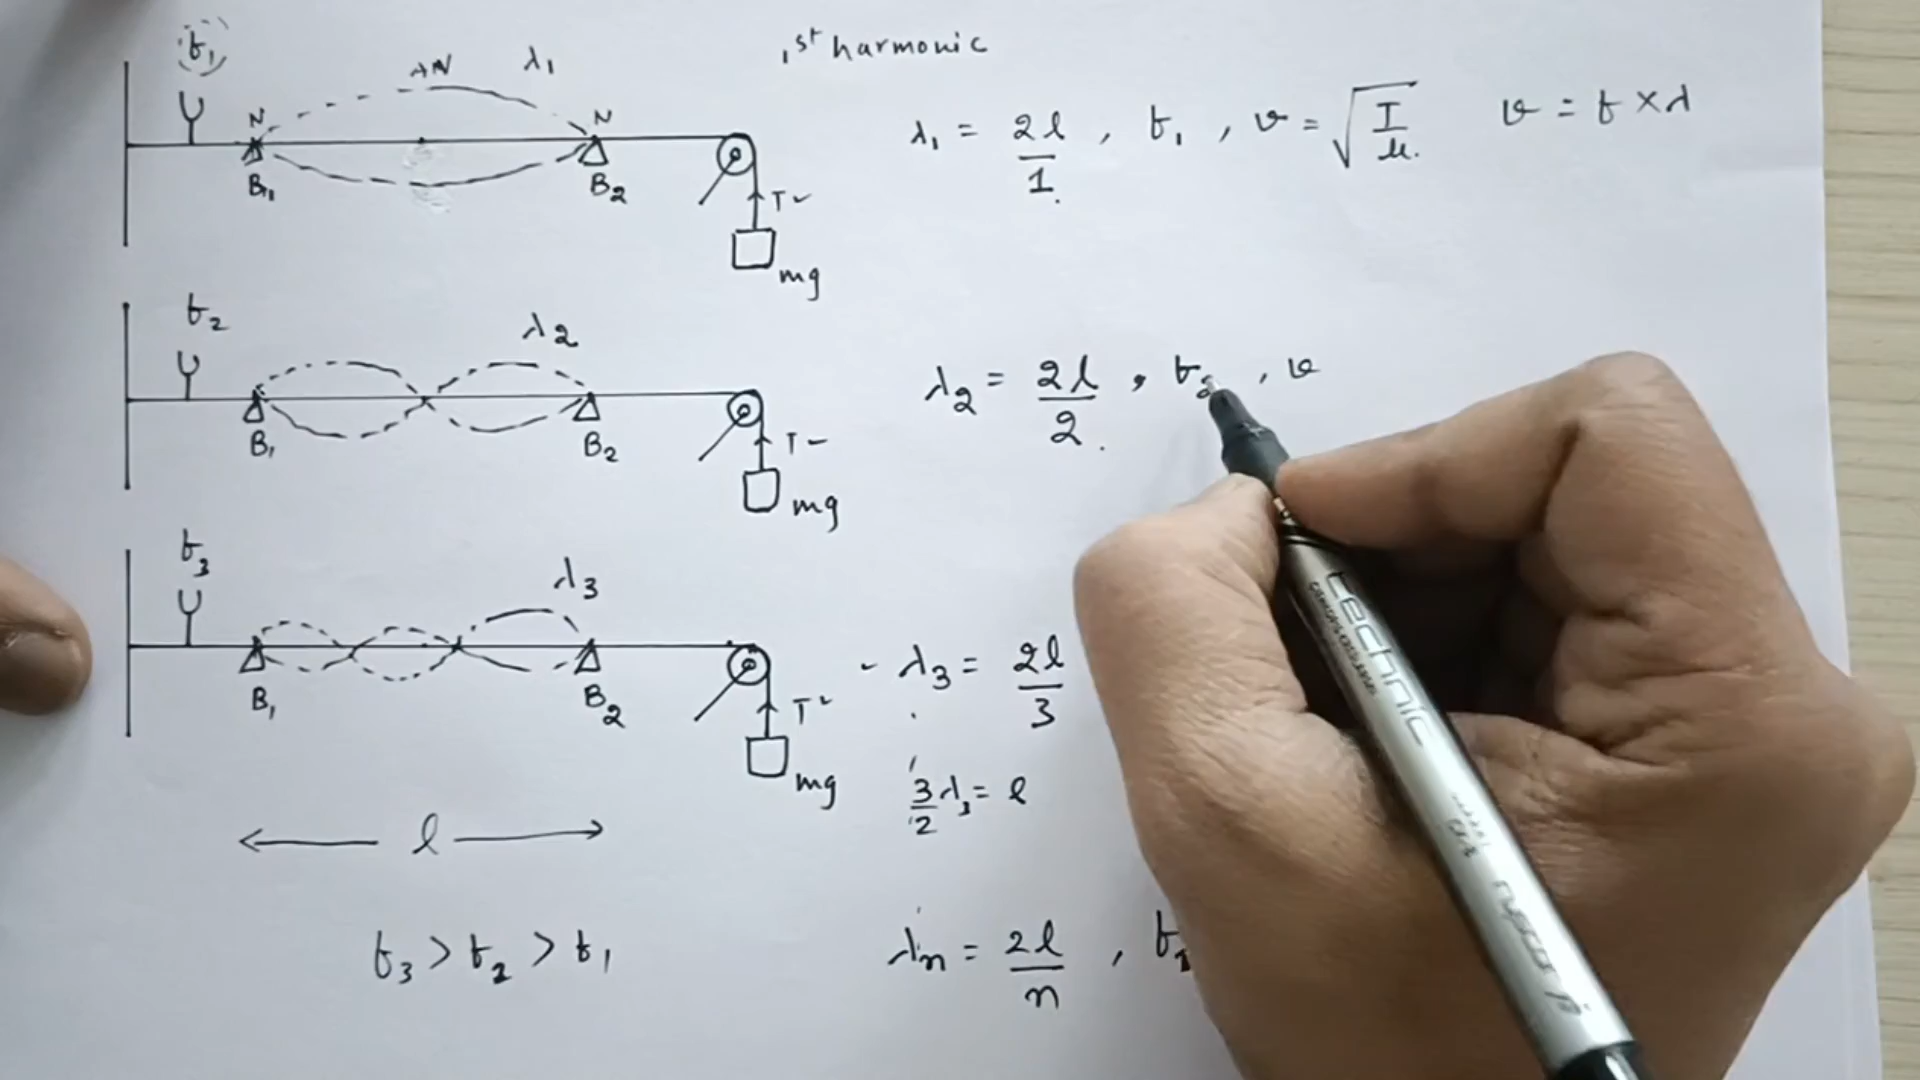 f₁
AN λ₁
N N
B₁ B₂
T
mg
1st harmonic
λ₁ = 2l/1 , f₁ , v = √(T/μ) v = f × λ
f₂
λ₂
B₁ B₂
T
mg
λ₂ = 2l/2 , f₂ , v
f₃
λ₃
B₁ B₂
T
mg
λ₃ = 2l/3
3/2 λ₃ = l
l
f₃ > f₂ > f₁
λn = 2l/n , f
technic